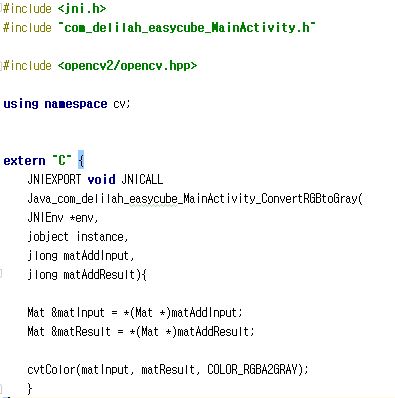 #include <jni.h>
#include "com_delilah_easycube_MainActivity.h"
#include <opencv2/opencv.hpp>
using namespace cv;
extern "C" {
JNIEXPORT void JNICALL
Java_com_delilah_easycube_MainActivity_ConvertRGBtoGray(
JNIEnv *env,
jobject instance,
jlong matAddInput,
jlong matAddResult){
Mat &matInput = *(Mat *)matAddInput;
Mat &matResult = *(Mat *)matAddResult;
cvtColor(matInput, matResult, COLOR_RGBA2GRAY);
}